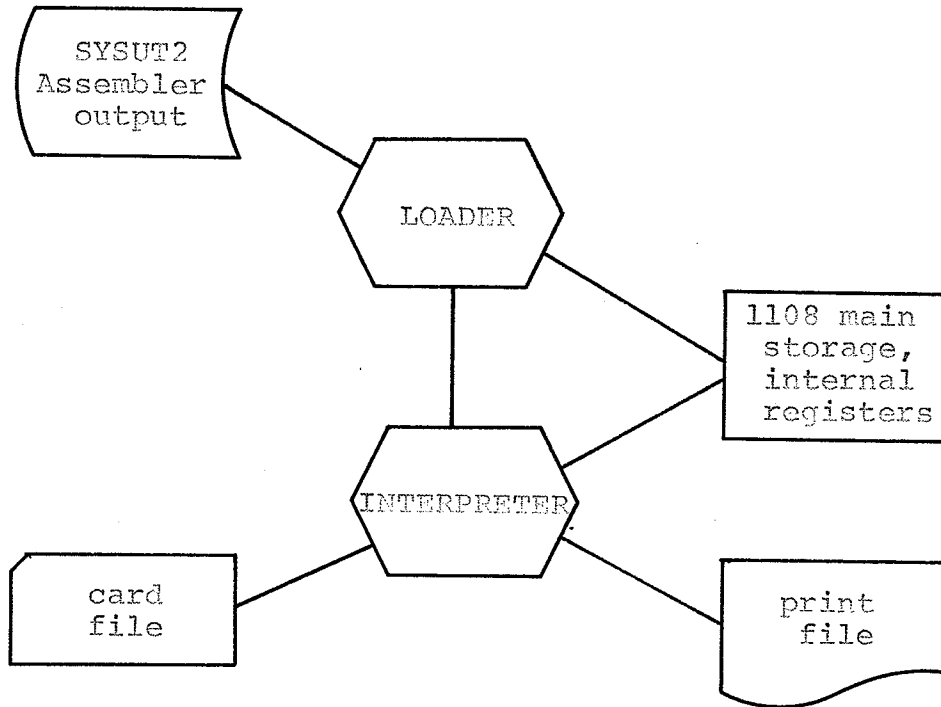 SYSUT2
Assembler
output
LOADER
1108 main
storage,
internal
registers
INTERPRETER
card
file
print
file